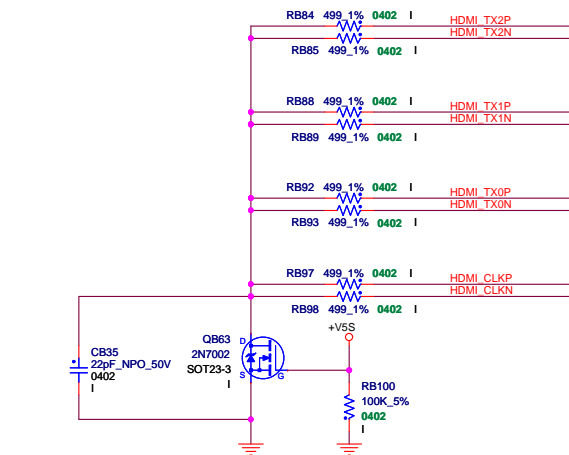 RB84 499_1% 0402 I
HDMI_TX2P
HDMI_TX2N
RB85 499_1% 0402 I
RB88 499_1% 0402 I
HDMI_TX1P
HDMI_TX1N
RB89 499_1% 0402 I
RB92 499_1% 0402 I
HDMI_TX0P
HDMI_TX0N
RB93 499_1% 0402 I
RB97 499_1% 0402 I
HDMI_CLKP
HDMI_CLKN
RB98 499_1% 0402 I
+V5S
QB63
2N7002
SOT23-3
I
D
S
G
CB35
22pF_NPO_50V
0402
I
RB100
100K_5%
0402
I